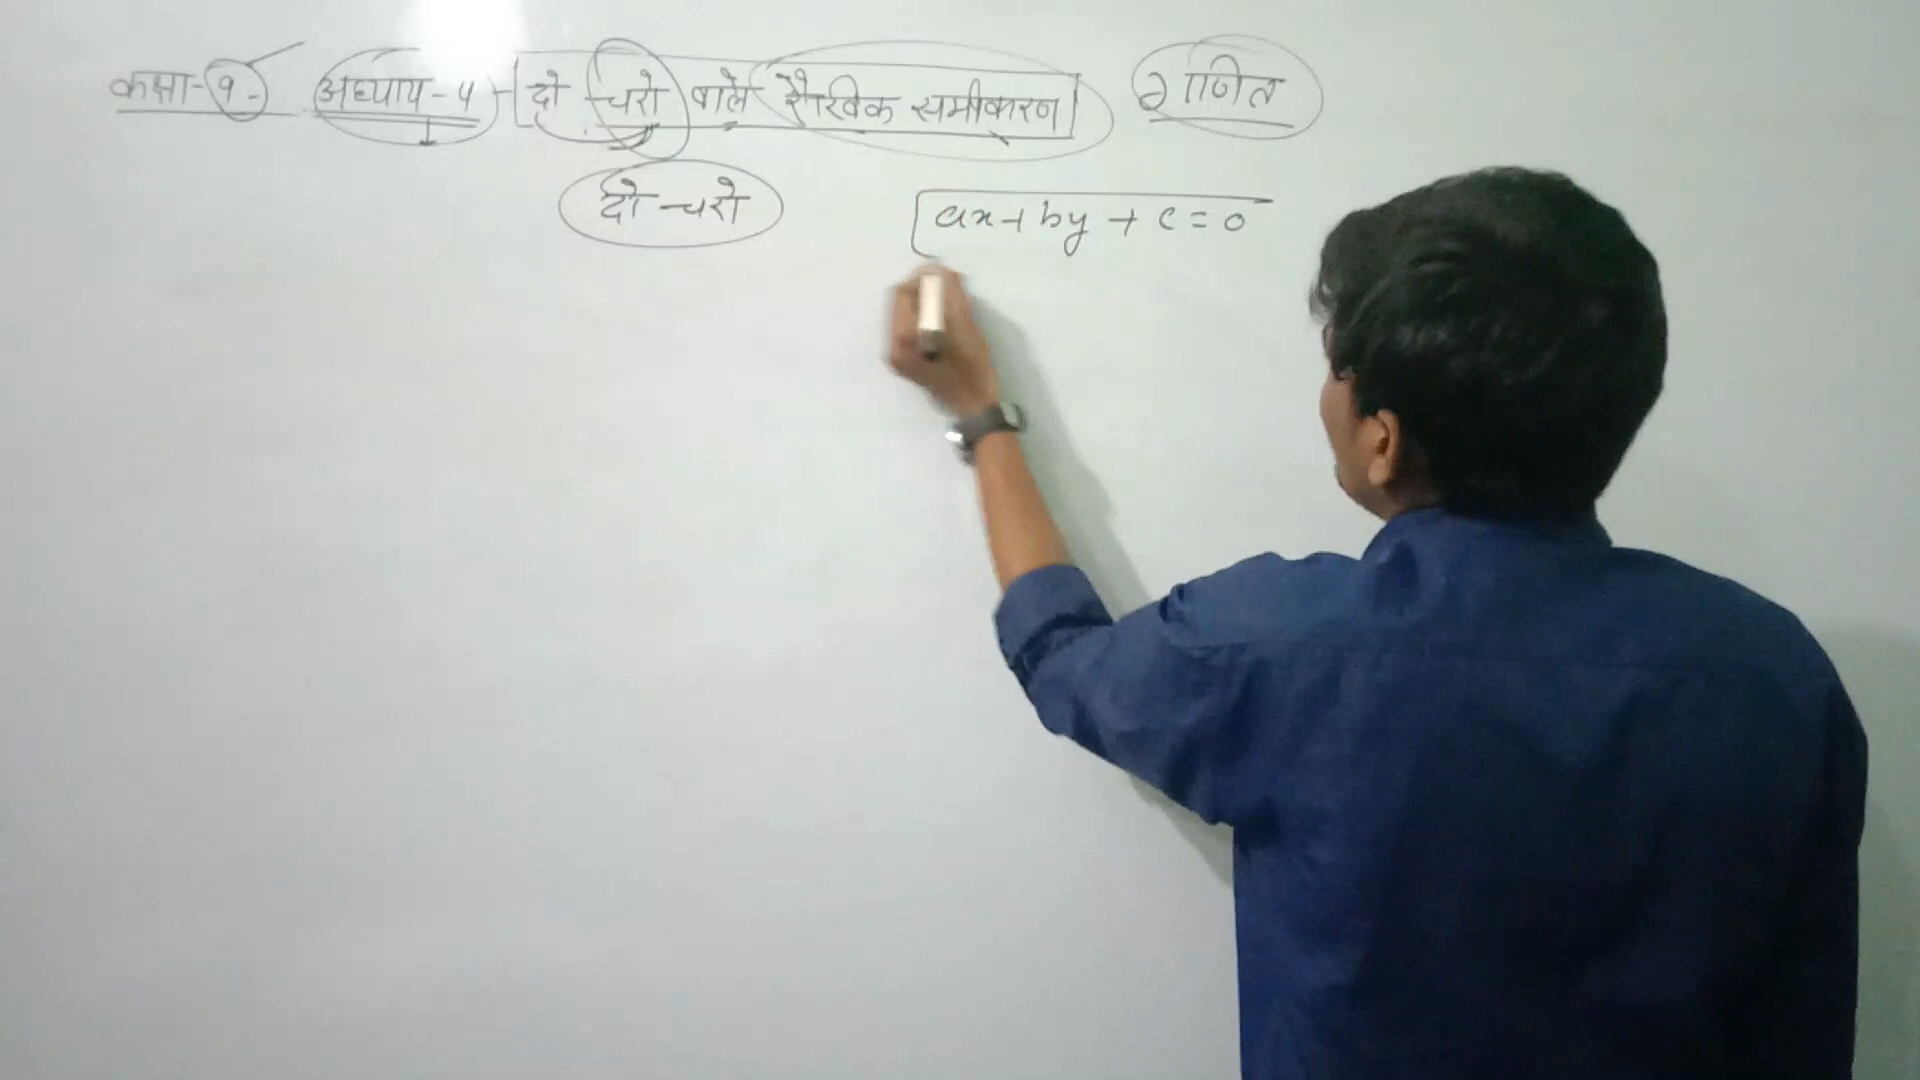 कक्षा-9- अध्याय-4- दो चरो वाले रैखिक समीकरण गणित
दो चरो ax+by+c=0